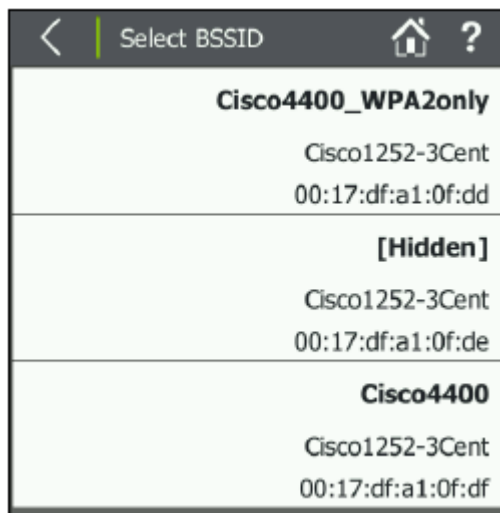 Select BSSID ?
Cisco4400_WPA2only
Cisco1252-3Cent
00:17:df:a1:0f:dd
[Hidden]
Cisco1252-3Cent
00:17:df:a1:0f:de
Cisco4400
Cisco1252-3Cent
00:17:df:a1:0f:df